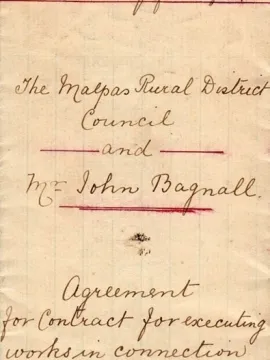 The Malpas Rural District
Council
and
Mr John Bagnall.
Agreement
for Contract for executing
works in connection